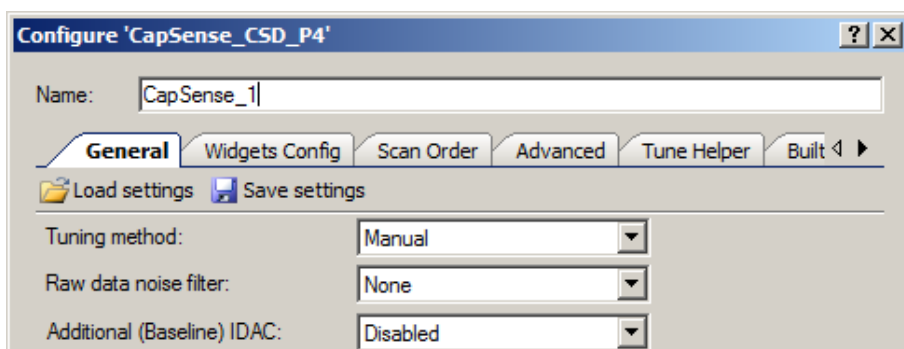 Configure 'CapSense_CSD_P4'
Name: CapSense_1
General Widgets Config Scan Order Advanced Tune Helper Built
Load settings Save settings
Tuning method: Manual
Raw data noise filter: None
Additional (Baseline) IDAC: Disabled